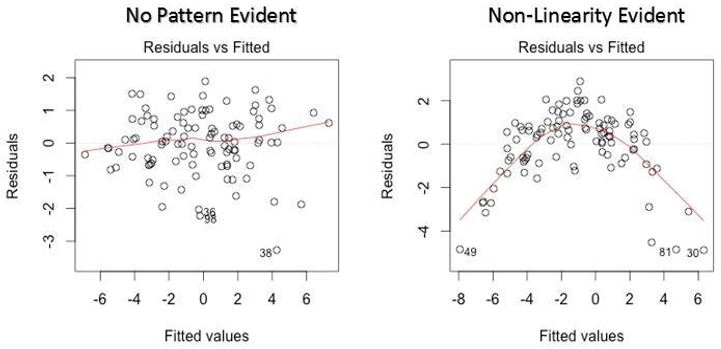 No Pattern Evident
Residuals vs Fitted
Residuals
2
1
0
-1
-2
-3
36
98
38
-6 -4 -2 0 2 4 6
Fitted values
Non-Linearity Evident
Residuals vs Fitted
Residuals
2
0
-2
-4
49
81 30
-8 -6 -4 -2 0 2 4 6
Fitted values